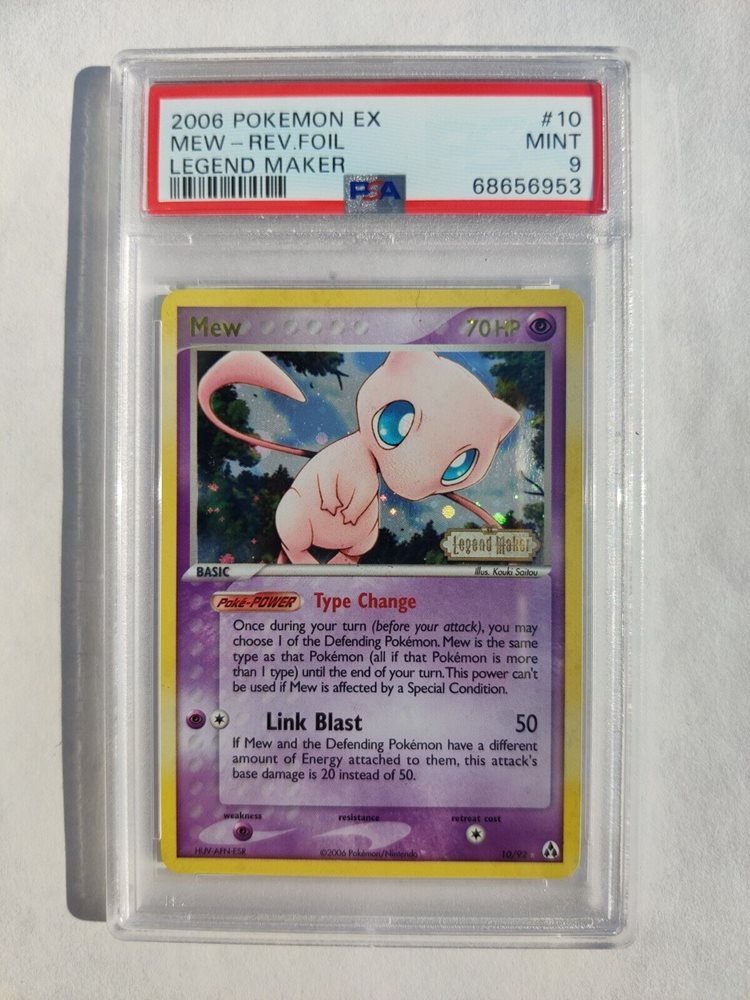 2006 POKEMON EX #10
MEW - REV.FOIL MINT
LEGEND MAKER 9
PSA 68656953
Mew 70 HP
Legend Maker
BASIC Illus. Kouki Saitou
Poké-POWER Type Change
Once during your turn (before your attack), you may
choose 1 of the Defending Pokémon. Mew is the same
type as that Pokémon (all if that Pokémon is more
than 1 type) until the end of your turn. This power can't
be used if Mew is affected by a Special Condition.
Link Blast 50
If Mew and the Defending Pokémon have a different
amount of Energy attached to them, this attack's
base damage is 20 instead of 50.
weakness resistance retreat cost
HUV-AFN-ESR ©2006 Pokémon/Nintendo 10/92